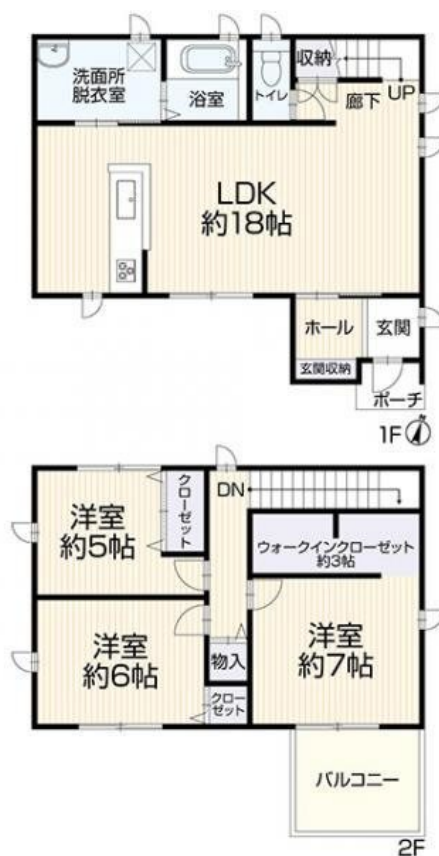 洗面所
脱衣室
浴室
トイレ
収納
廊下
UP
LDK
約18帖
ホール
玄関
玄関収納
ポーチ
1F
洋室
約5帖
クローゼット
DN
ウォークインクローゼット
約3帖
洋室
約6帖
物入
クロー
ゼット
洋室
約7帖
バルコニー
2F